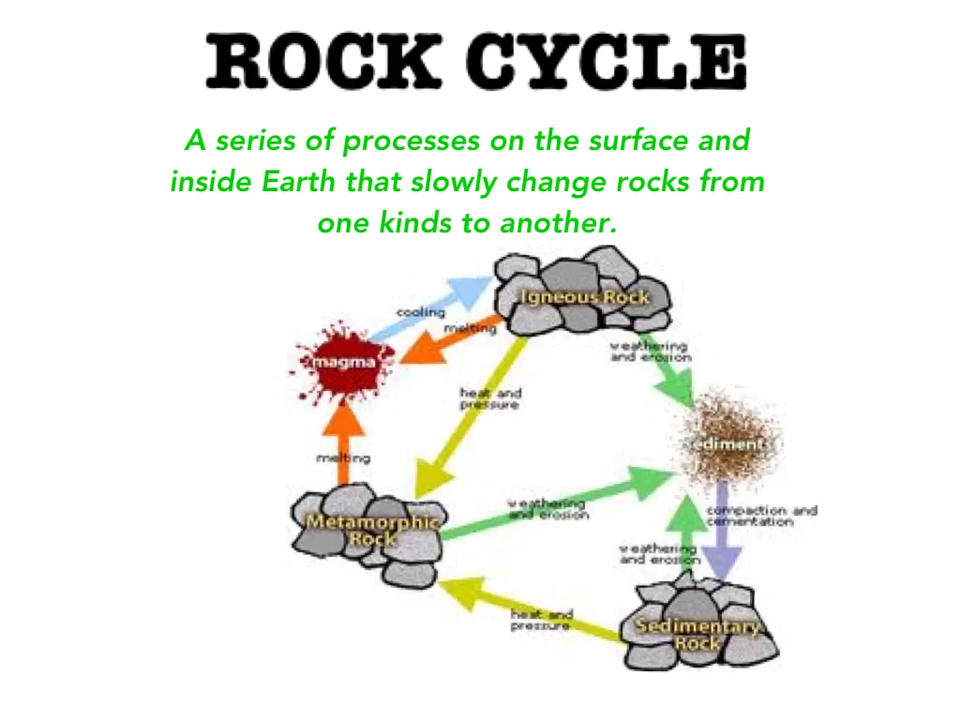 ROCK CYCLE
A series of processes on the surface and
inside Earth that slowly change rocks from
one kinds to another.
Igneous Rock
cooling
melting
magma
weathering
and erosion
heat and
pressure
sediments
melting
weathering
and erosion
compaction and
cementation
Metamorphic
Rock
weathering
and erosion
heat and
pressure
Sedimentary
Rock